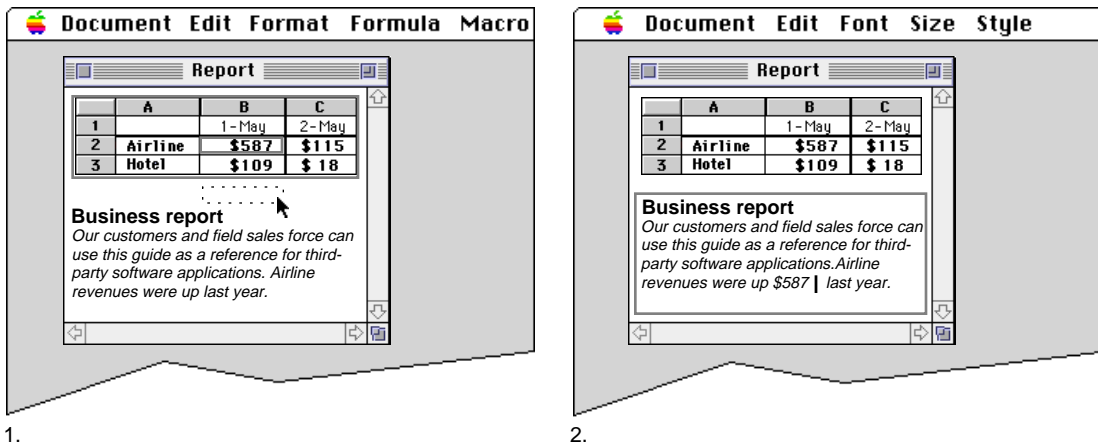 Document Edit Format Formula Macro
Report
A B C
1 1-May 2-May
2 Airline $587 $115
3 Hotel $109 $ 18
Business report
Our customers and field sales force can
use this guide as a reference for third-
party software applications. Airline
revenues were up last year.
1.
Document Edit Font Size Style
Report
A B C
1 1-May 2-May
2 Airline $587 $115
3 Hotel $109 $ 18
Business report
Our customers and field sales force can
use this guide as a reference for third-
party software applications.Airline
revenues were up $587 last year.
2.